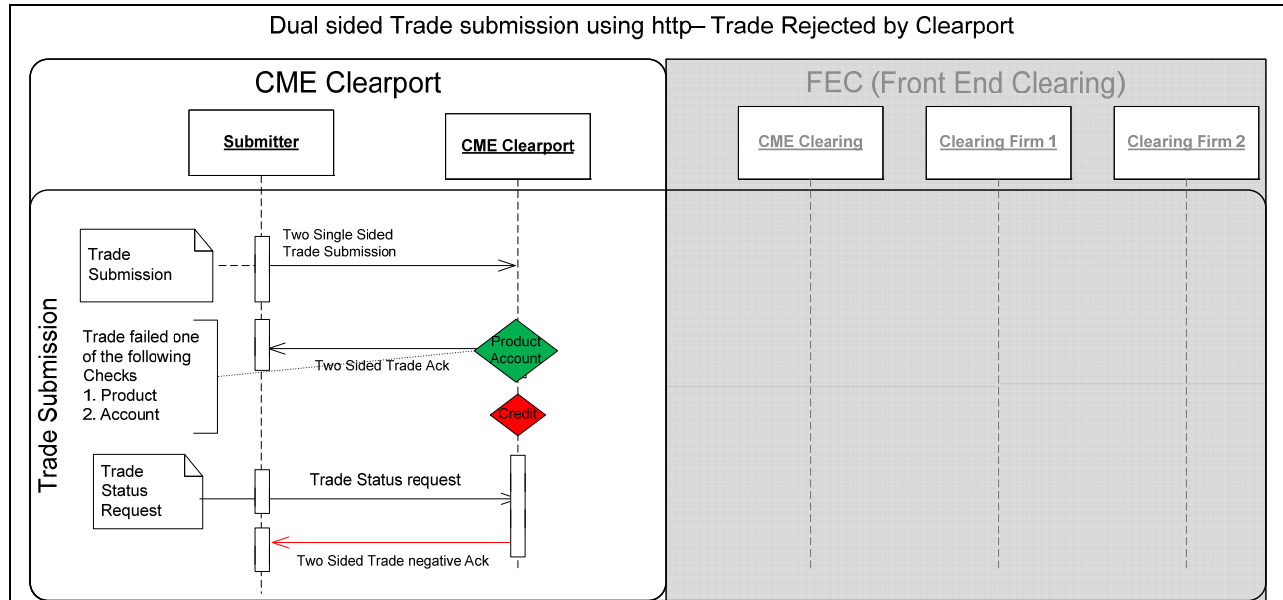 Dual sided Trade submission using http– Trade Rejected by Clearport
CME Clearport
FEC (Front End Clearing)
Submitter
CME Clearport
CME Clearing
Clearing Firm 1
Clearing Firm 2
Trade Submission
Trade
Submission
Two Single Sided
Trade Submission
Trade failed one
of the following
Checks
1. Product
2. Account
Product
Account
Two Sided Trade Ack
Credit
Trade
Status
Request
Trade Status request
Two Sided Trade negative Ack